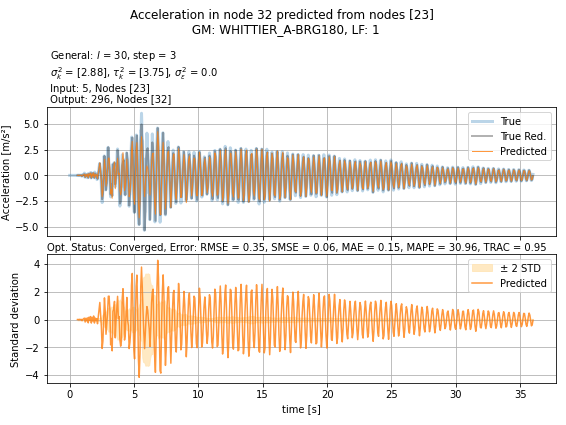 Acceleration in node 32 predicted from nodes [23]
GM: WHITTIER_A-BRG180, LF: 1
General: l = 30, step = 3
σ²ₖ = [2.88], τ²ₖ = [3.75], σ²ε = 0.0
Input: 5, Nodes [23]
Output: 296, Nodes [32]
Acceleration [m/s²]
5.0
2.5
0.0
−2.5
−5.0
True
True Red.
Predicted
Opt. Status: Converged, Error: RMSE = 0.35, SMSE = 0.06, MAE = 0.15, MAPE = 30.96, TRAC = 0.95
Standard deviation
4
2
0
−2
−4
± 2 STD
Predicted
0 5 10 15 20 25 30 35
time [s]